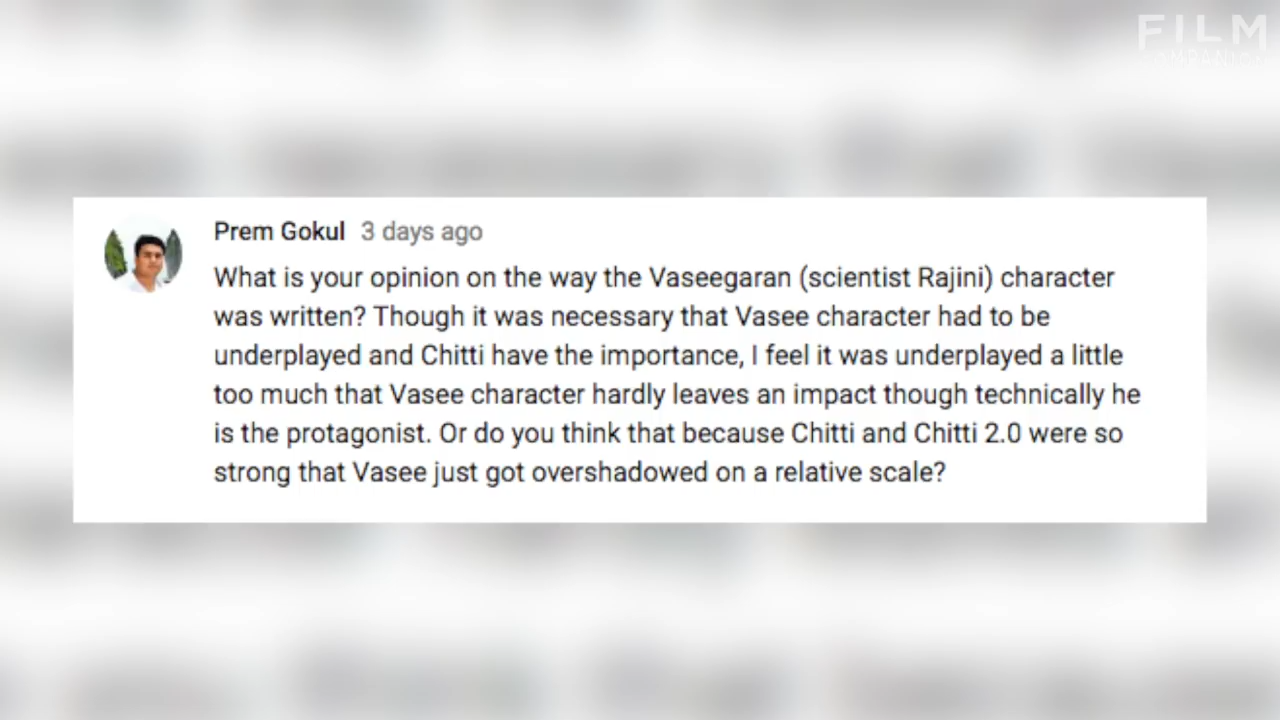 FILM
COMPANION
Prem Gokul 3 days ago
What is your opinion on the way the Vaseegaran (scientist Rajini) character
was written? Though it was necessary that Vasee character had to be
underplayed and Chitti have the importance, I feel it was underplayed a little
too much that Vasee character hardly leaves an impact though technically he
is the protagonist. Or do you think that because Chitti and Chitti 2.0 were so
strong that Vasee just got overshadowed on a relative scale?